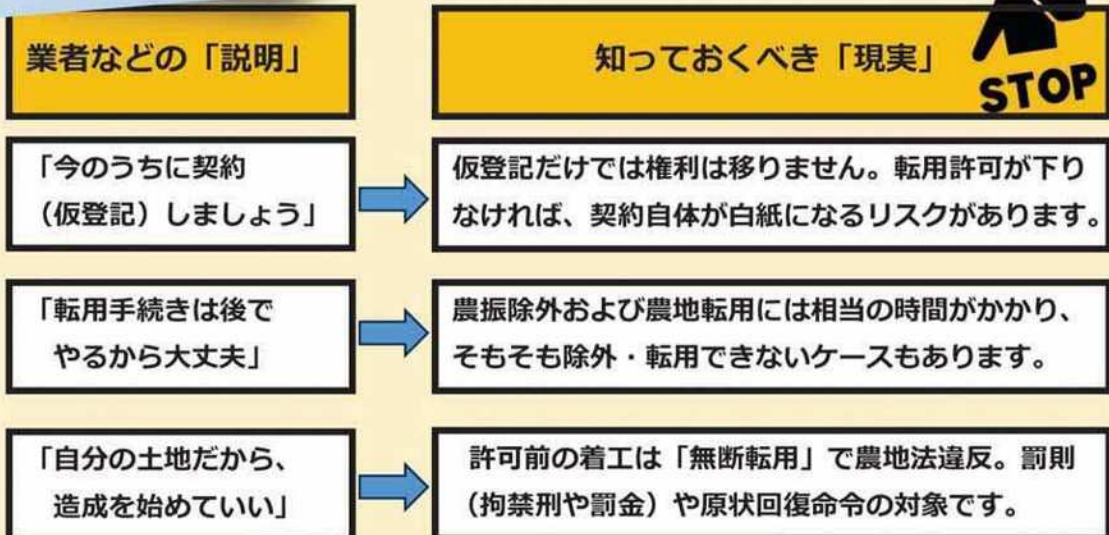 業者などの「説明」
知っておくべき「現実」
STOP
「今のうちに契約
（仮登記）しましょう」
仮登記だけでは権利は移りません。転用許可が下り
なければ、契約自体が白紙になるリスクがあります。
「転用手続きは後で
やるから大丈夫」
農振除外および農地転用には相当の時間がかかり、
そもそも除外・転用できないケースもあります。
「自分の土地だから、
造成を始めていい」
許可前の着工は「無断転用」で農地法違反。罰則
（拘禁刑や罰金）や原状回復命令の対象です。